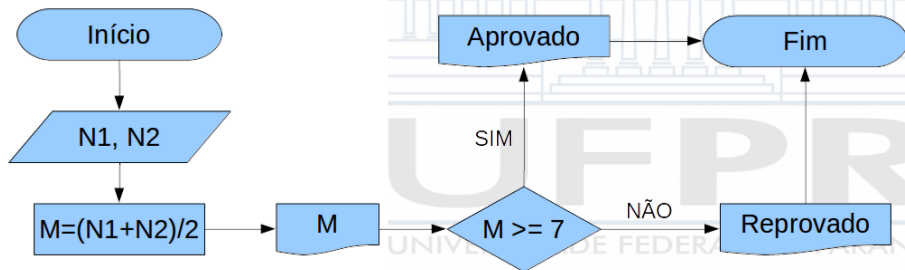 Início
N1, N2
M=(N1+N2)/2
M
M >= 7
SIM
Aprovado
NÃO
Reprovado
Fim
UFPR